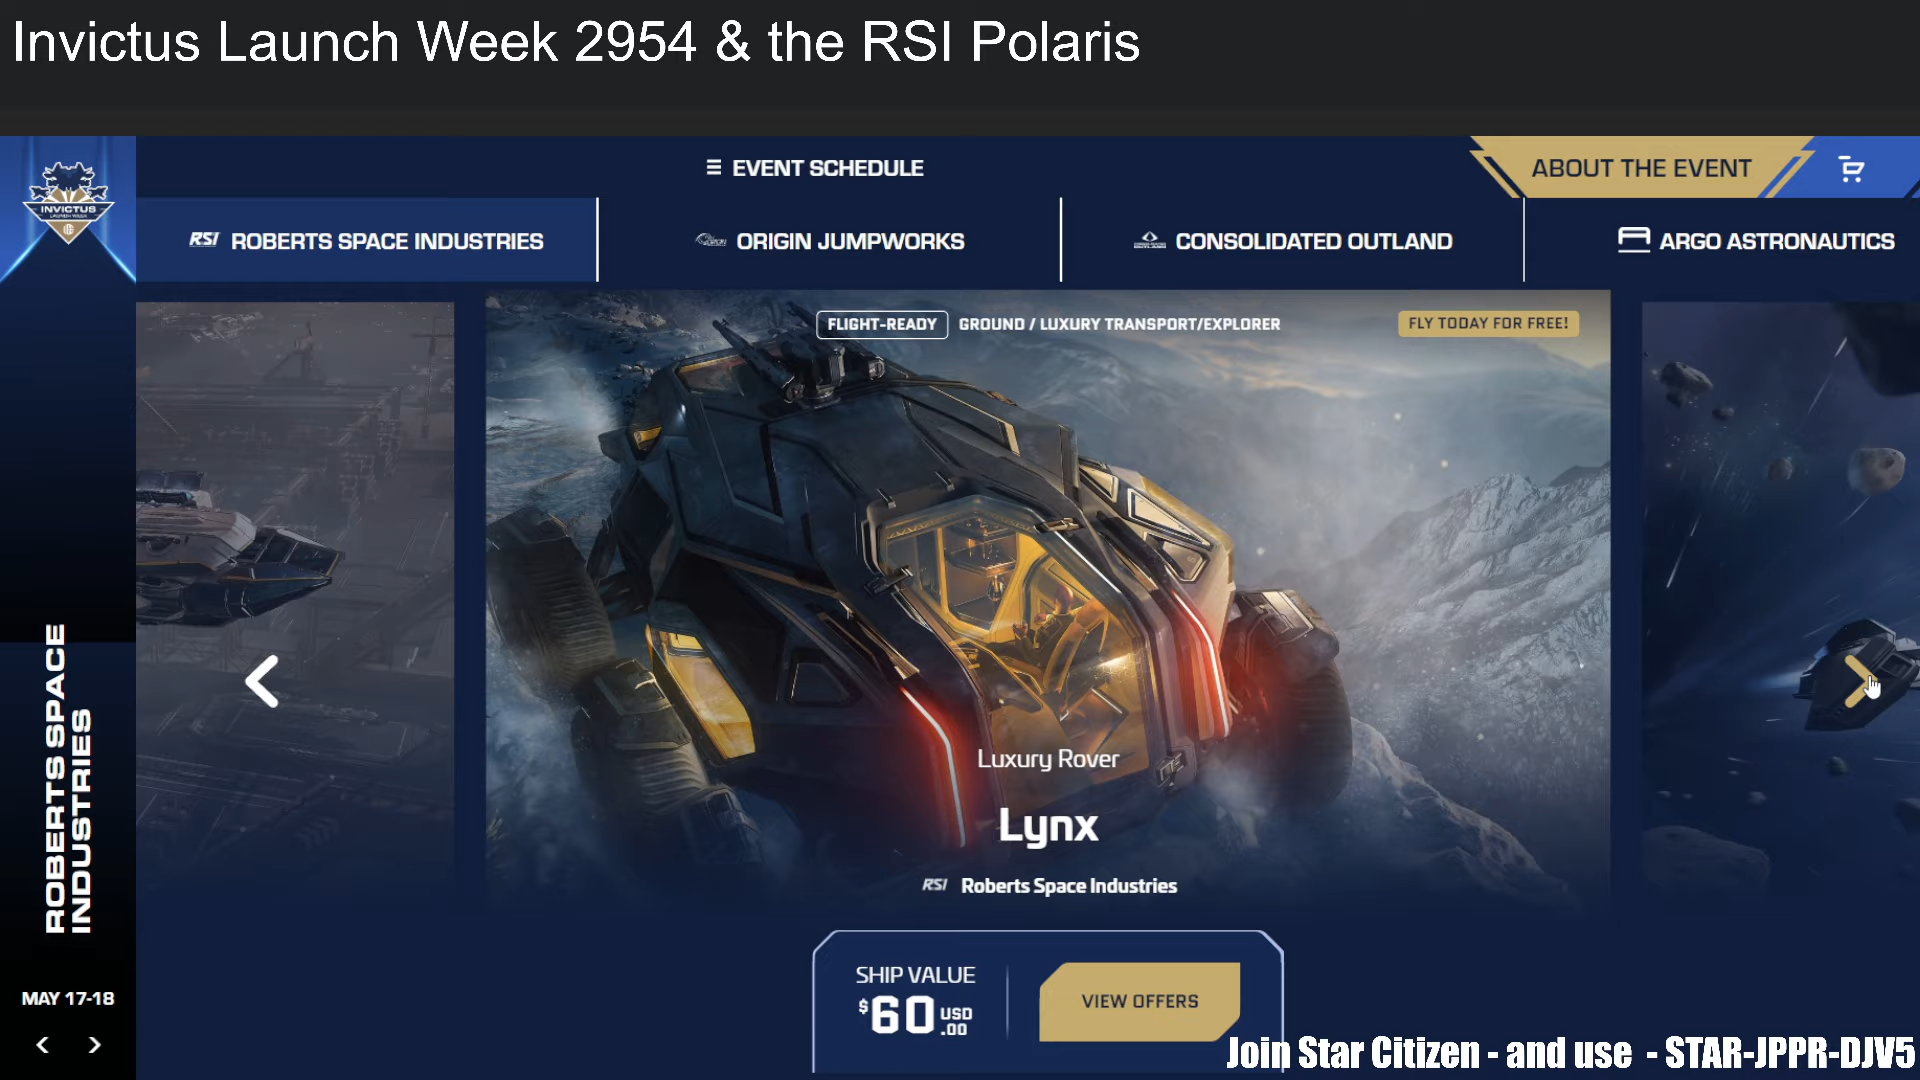 Invictus Launch Week 2954 & the RSI Polaris
EVENT SCHEDULE
ABOUT THE EVENT
INVICTUS
LAUNCH WEEK
RSI ROBERTS SPACE INDUSTRIES
ORIGIN JUMPWORKS
CONSOLIDATED OUTLAND
ARGO ASTRONAUTICS
FLIGHT-READY GROUND / LUXURY TRANSPORT/EXPLORER
FLY TODAY FOR FREE!
ROBERTS SPACE
INDUSTRIES
Luxury Rover
Lynx
RSI Roberts Space Industries
MAY 17-18
SHIP VALUE
$60 USD .00
VIEW OFFERS
Join Star Citizen - and use - STAR-JPPR-DJV5